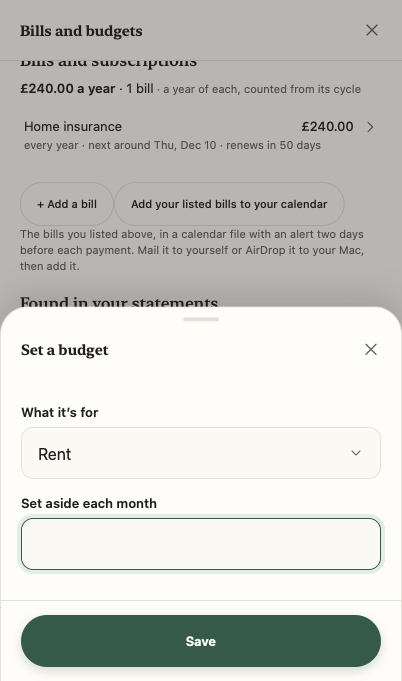 Bills and budgets
Bills and subscriptions
£240.00 a year · 1 bill · a year of each, counted from its cycle
Home insurance £240.00
every year · next around Thu, Dec 10 · renews in 50 days
+ Add a bill Add your listed bills to your calendar
The bills you listed above, in a calendar file with an alert two days
before each payment. Mail it to yourself or AirDrop it to your Mac,
then add it.
Found in your statements
Set a budget
What it's for
Rent
Set aside each month
Save